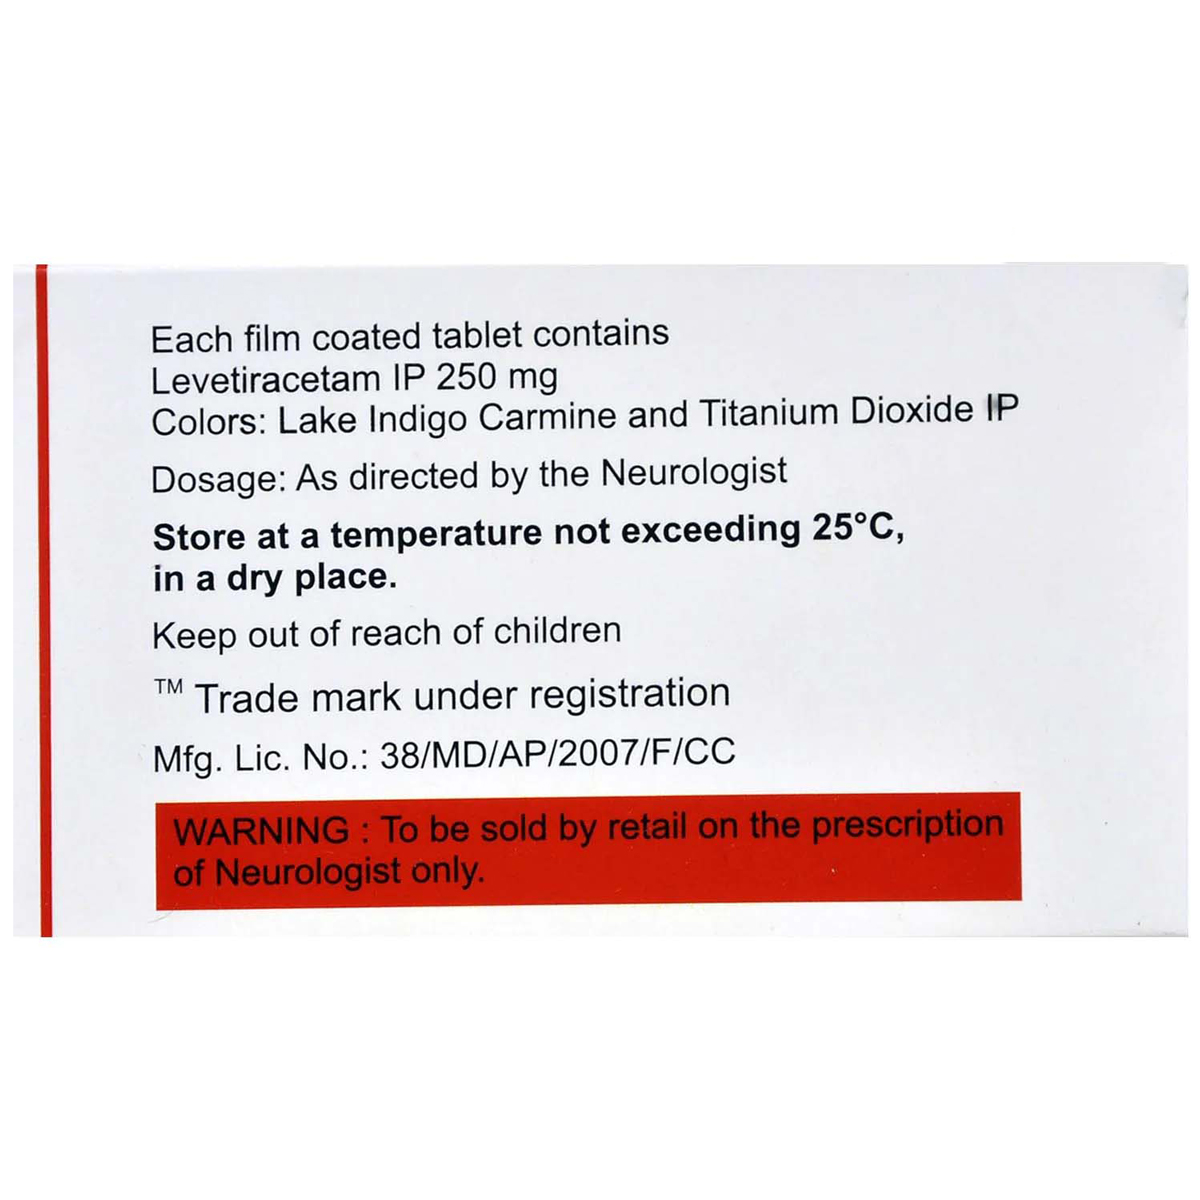 Each film coated tablet contains
Levetiracetam IP 250 mg
Colors: Lake Indigo Carmine and Titanium Dioxide IP
Dosage: As directed by the Neurologist
Store at a temperature not exceeding 25°C,
in a dry place.
Keep out of reach of children
™ Trade mark under registration
Mfg. Lic. No.: 38/MD/AP/2007/F/CC
WARNING : To be sold by retail on the prescription
of Neurologist only.